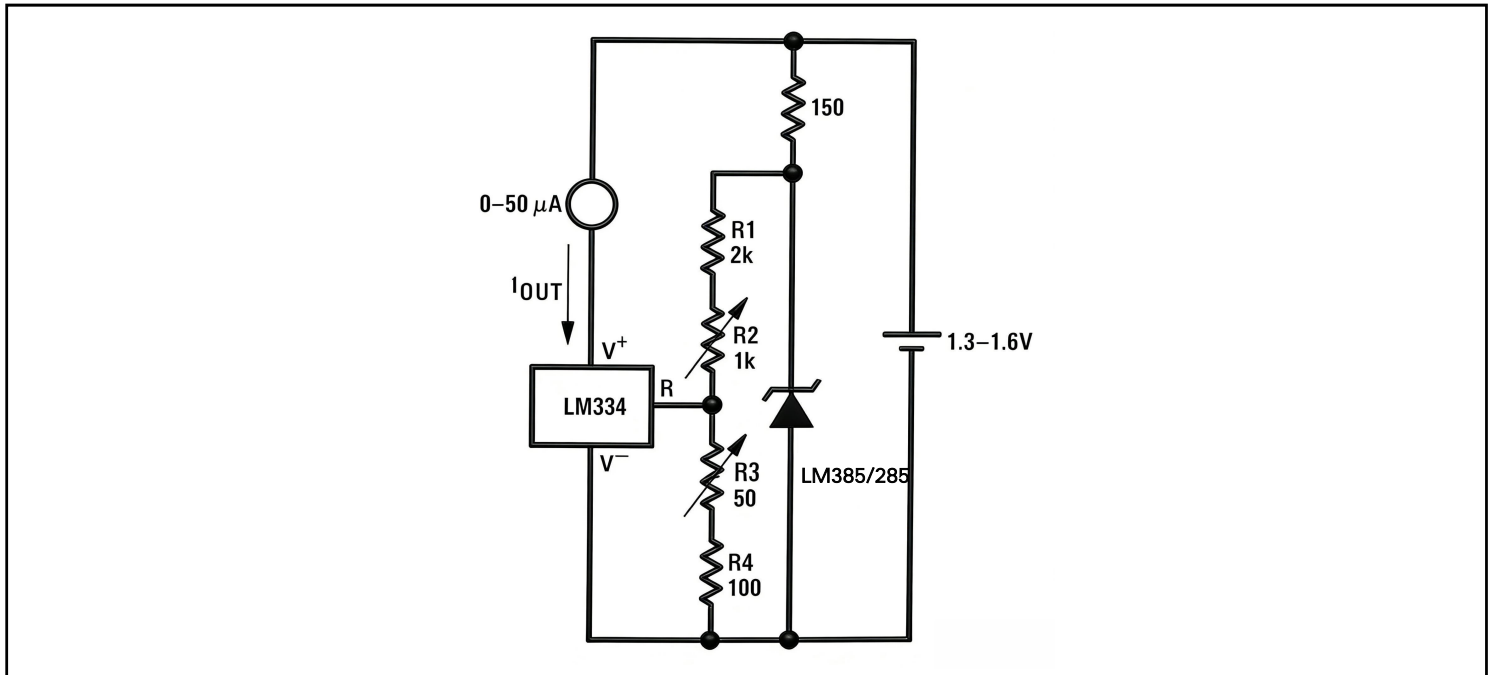 150
0–50 μA
R1
2k
IOUT
R2
1k
1.3–1.6V
V+
R
LM334
V−
R3
50
LM385/285
R4
100